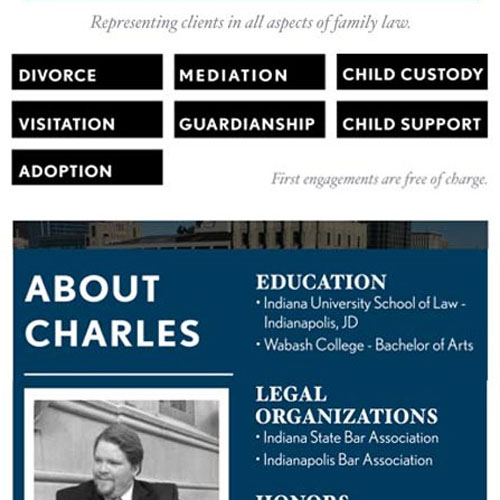 Representing clients in all aspects of family law.
DIVORCE
MEDIATION
CHILD CUSTODY
VISITATION
GUARDIANSHIP
CHILD SUPPORT
ADOPTION
First engagements are free of charge.
ABOUT
CHARLES
EDUCATION
• Indiana University School of Law -
Indianapolis, JD
• Wabash College - Bachelor of Arts
LEGAL
ORGANIZATIONS
• Indiana State Bar Association
• Indianapolis Bar Association
HONORS